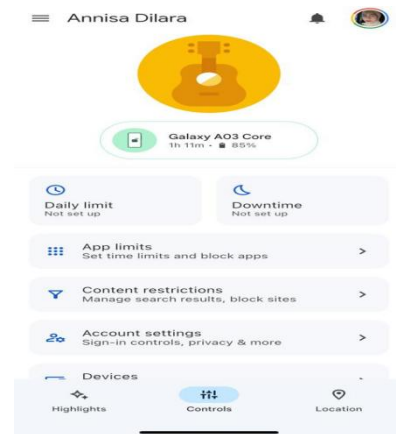 Annisa Dilara
Galaxy A03 Core
1h 11m · 85%
Daily limit
Not set up
Downtime
Not set up
App limits
Set time limits and block apps
Content restrictions
Manage search results, block sites
Account settings
Sign-in controls, privacy & more
Devices
Highlights
Controls
Location